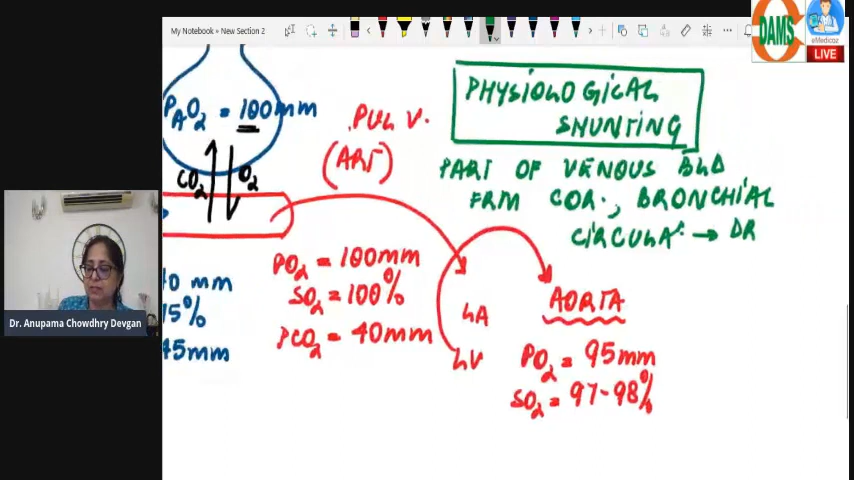 My Notebook » New Section 2
DAMS
eMedicoz
LIVE
PHYSIOLOGICAL
SHUNTING
PAO2 = 100mm
CO2
O2
PUL V.
(ART)
PART OF VENOUS BLD
FRM COR., BRONCHIAL
CIRCULAⁿ. → DR
PO2 = 100mm
SO2 = 100%
PCO2 = 40mm
LA
LV
AORTA
PO2 = 95mm
SO2 = 97-98%
40 mm
75%
45mm
Dr. Anupama Chowdhry Devgan